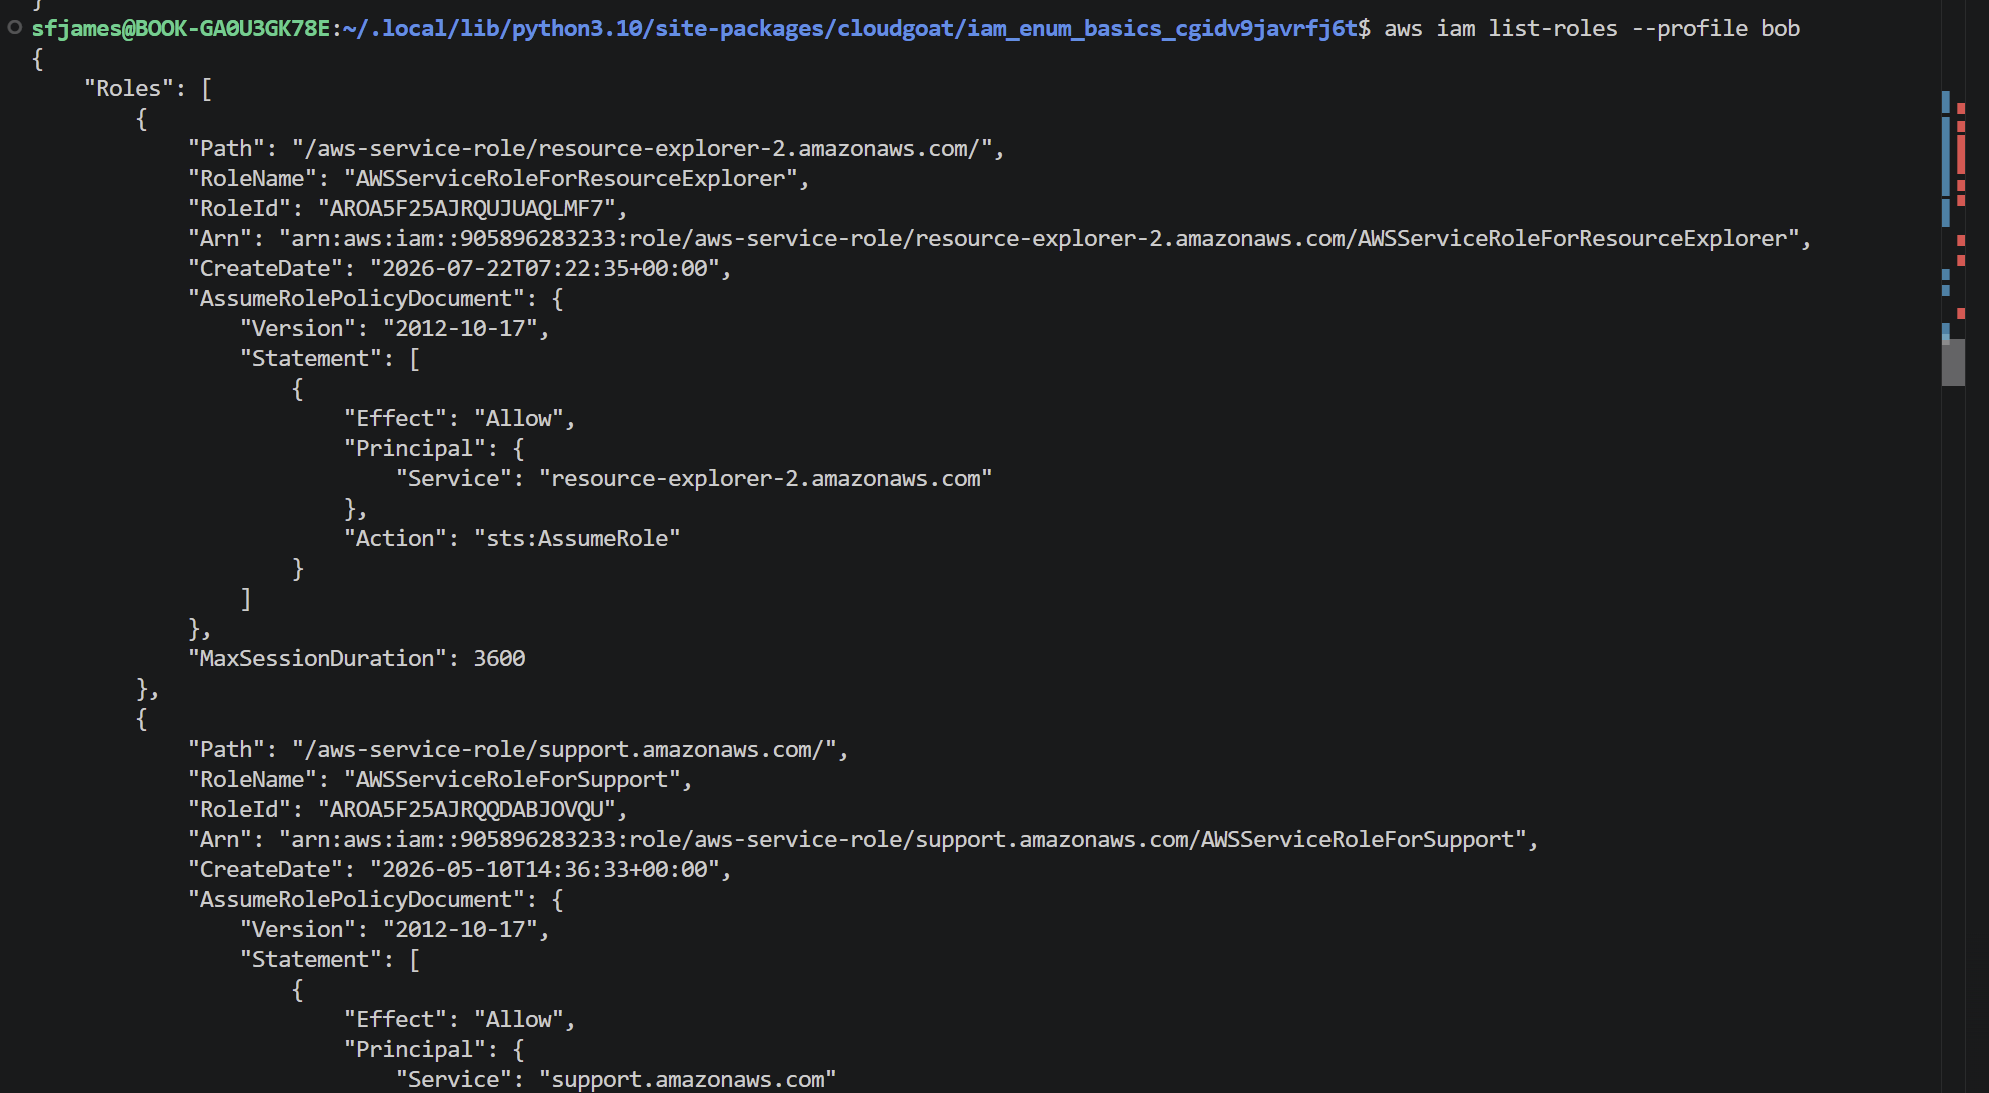 }
sfjames@BOOK-GA0U3GK78E:~/.local/lib/python3.10/site-packages/cloudgoat/iam_enum_basics_cgidv9javrfj6t$ aws iam list-roles --profile bob
{
    "Roles": [
        {
            "Path": "/aws-service-role/resource-explorer-2.amazonaws.com/",
            "RoleName": "AWSServiceRoleForResourceExplorer",
            "RoleId": "AROA5F25AJRQUJUAQLMF7",
            "Arn": "arn:aws:iam::905896283233:role/aws-service-role/resource-explorer-2.amazonaws.com/AWSServiceRoleForResourceExplorer",
            "CreateDate": "2026-07-22T07:22:35+00:00",
            "AssumeRolePolicyDocument": {
                "Version": "2012-10-17",
                "Statement": [
                    {
                        "Effect": "Allow",
                        "Principal": {
                            "Service": "resource-explorer-2.amazonaws.com"
                        },
                        "Action": "sts:AssumeRole"
                    }
                ]
            },
            "MaxSessionDuration": 3600
        },
        {
            "Path": "/aws-service-role/support.amazonaws.com/",
            "RoleName": "AWSServiceRoleForSupport",
            "RoleId": "AROA5F25AJRQQDABJOVQU",
            "Arn": "arn:aws:iam::905896283233:role/aws-service-role/support.amazonaws.com/AWSServiceRoleForSupport",
            "CreateDate": "2026-05-10T14:36:33+00:00",
            "AssumeRolePolicyDocument": {
                "Version": "2012-10-17",
                "Statement": [
                    {
                        "Effect": "Allow",
                        "Principal": {
                            "Service": "support.amazonaws.com"